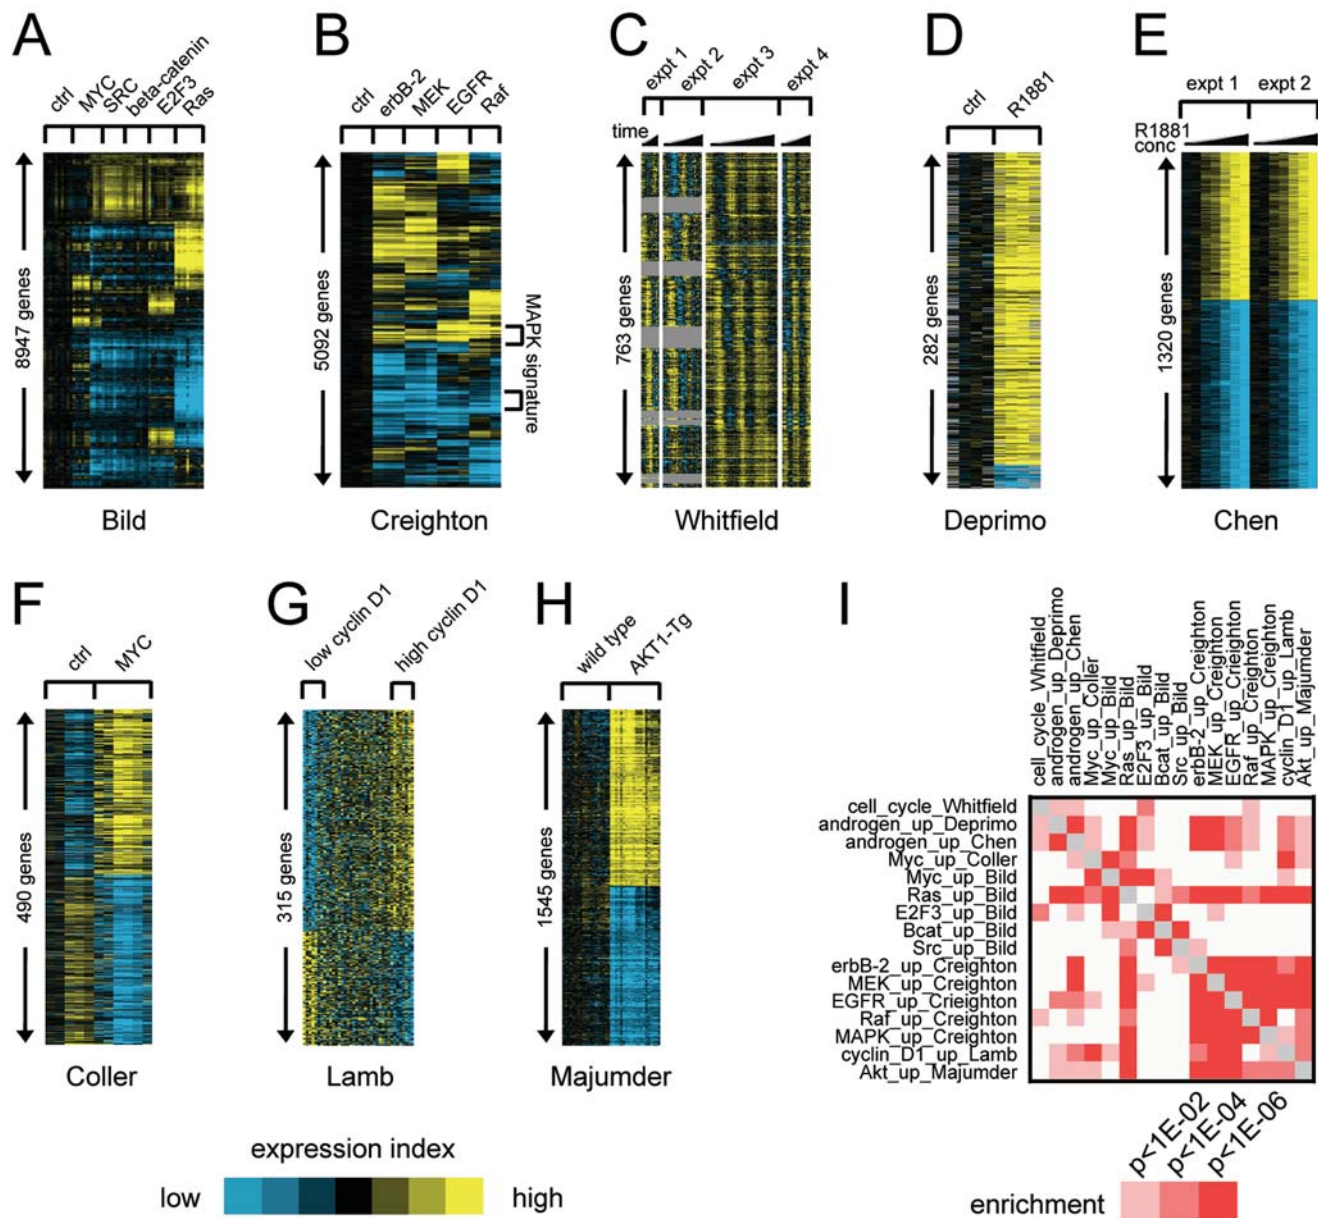 A
ctrl
MYC
SRC
beta-catenin
E2F3
Ras
8947 genes
Bild
B
ctrl
erbB-2
MEK
EGFR
Raf
5092 genes
MAPK signature
Creighton
C
expt 1
expt 2
expt 3
expt 4
time
763 genes
Whitfield
D
ctrl
R1881
282 genes
Deprimo
E
expt 1
expt 2
R1881
conc
1320 genes
Chen
F
ctrl
MYC
490 genes
Coller
G
low cyclin D1
high cyclin D1
315 genes
Lamb
H
wild type
AKT1-Tg
1545 genes
Majumder
I
cell_cycle_Whitfield
androgen_up_Deprimo
androgen_up_Chen
Myc_up_Coller
Myc_up_Bild
Ras_up_Bild
E2F3_up_Bild
Bcat_up_Bild
Src_up_Bild
erbB-2_up_Creighton
MEK_up_Creighton
EGFR_up_Crieighton
Raf_up_Creighton
MAPK_up_Creighton
cyclin_D1_up_Lamb
Akt_up_Majumder
cell_cycle_Whitfield
androgen_up_Deprimo
androgen_up_Chen
Myc_up_Coller
Myc_up_Bild
Ras_up_Bild
E2F3_up_Bild
Bcat_up_Bild
Src_up_Bild
erbB-2_up_Creighton
MEK_up_Creighton
EGFR_up_Crieighton
Raf_up_Creighton
MAPK_up_Creighton
cyclin_D1_up_Lamb
Akt_up_Majumder
p<1E-02
p<1E-04
p<1E-06
enrichment
expression index
low
high